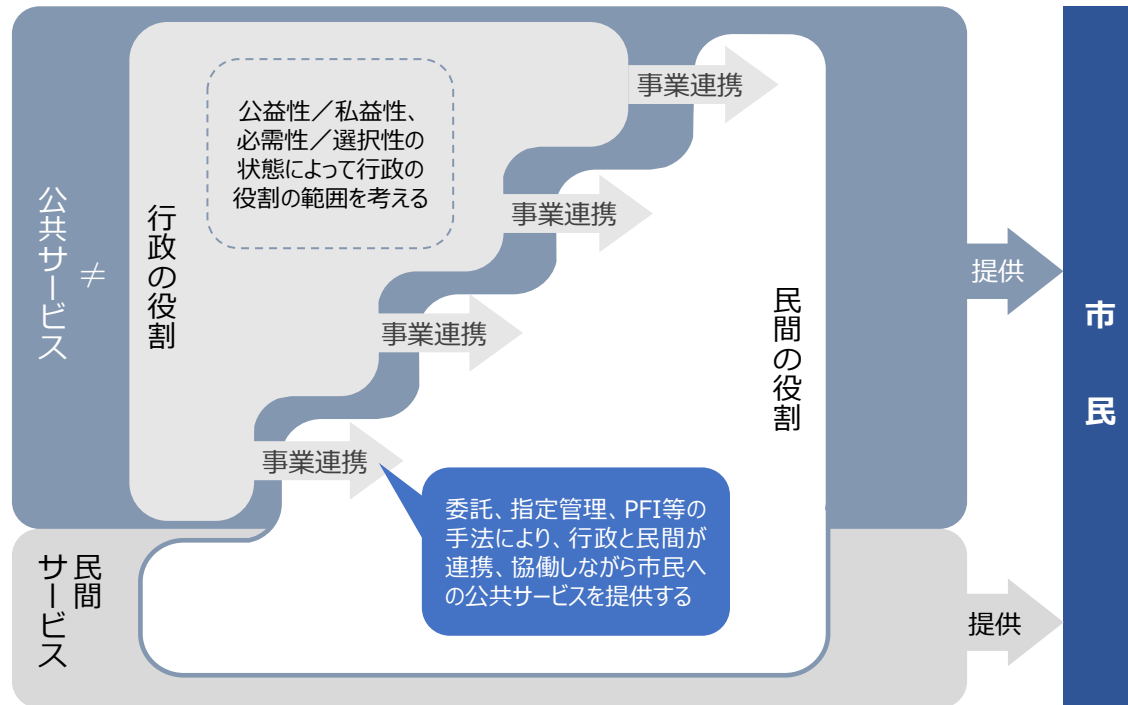 公共サービス
≠
行政の役割
公益性／私益性、
必需性／選択性の
状態によって行政の
役割の範囲を考える
事業連携
事業連携
事業連携
事業連携
民間の役割
委託、指定管理、PFI等の
手法により、行政と民間が
連携、協働しながら市民へ
の公共サービスを提供する
民間
サービス
提供
提供
市民